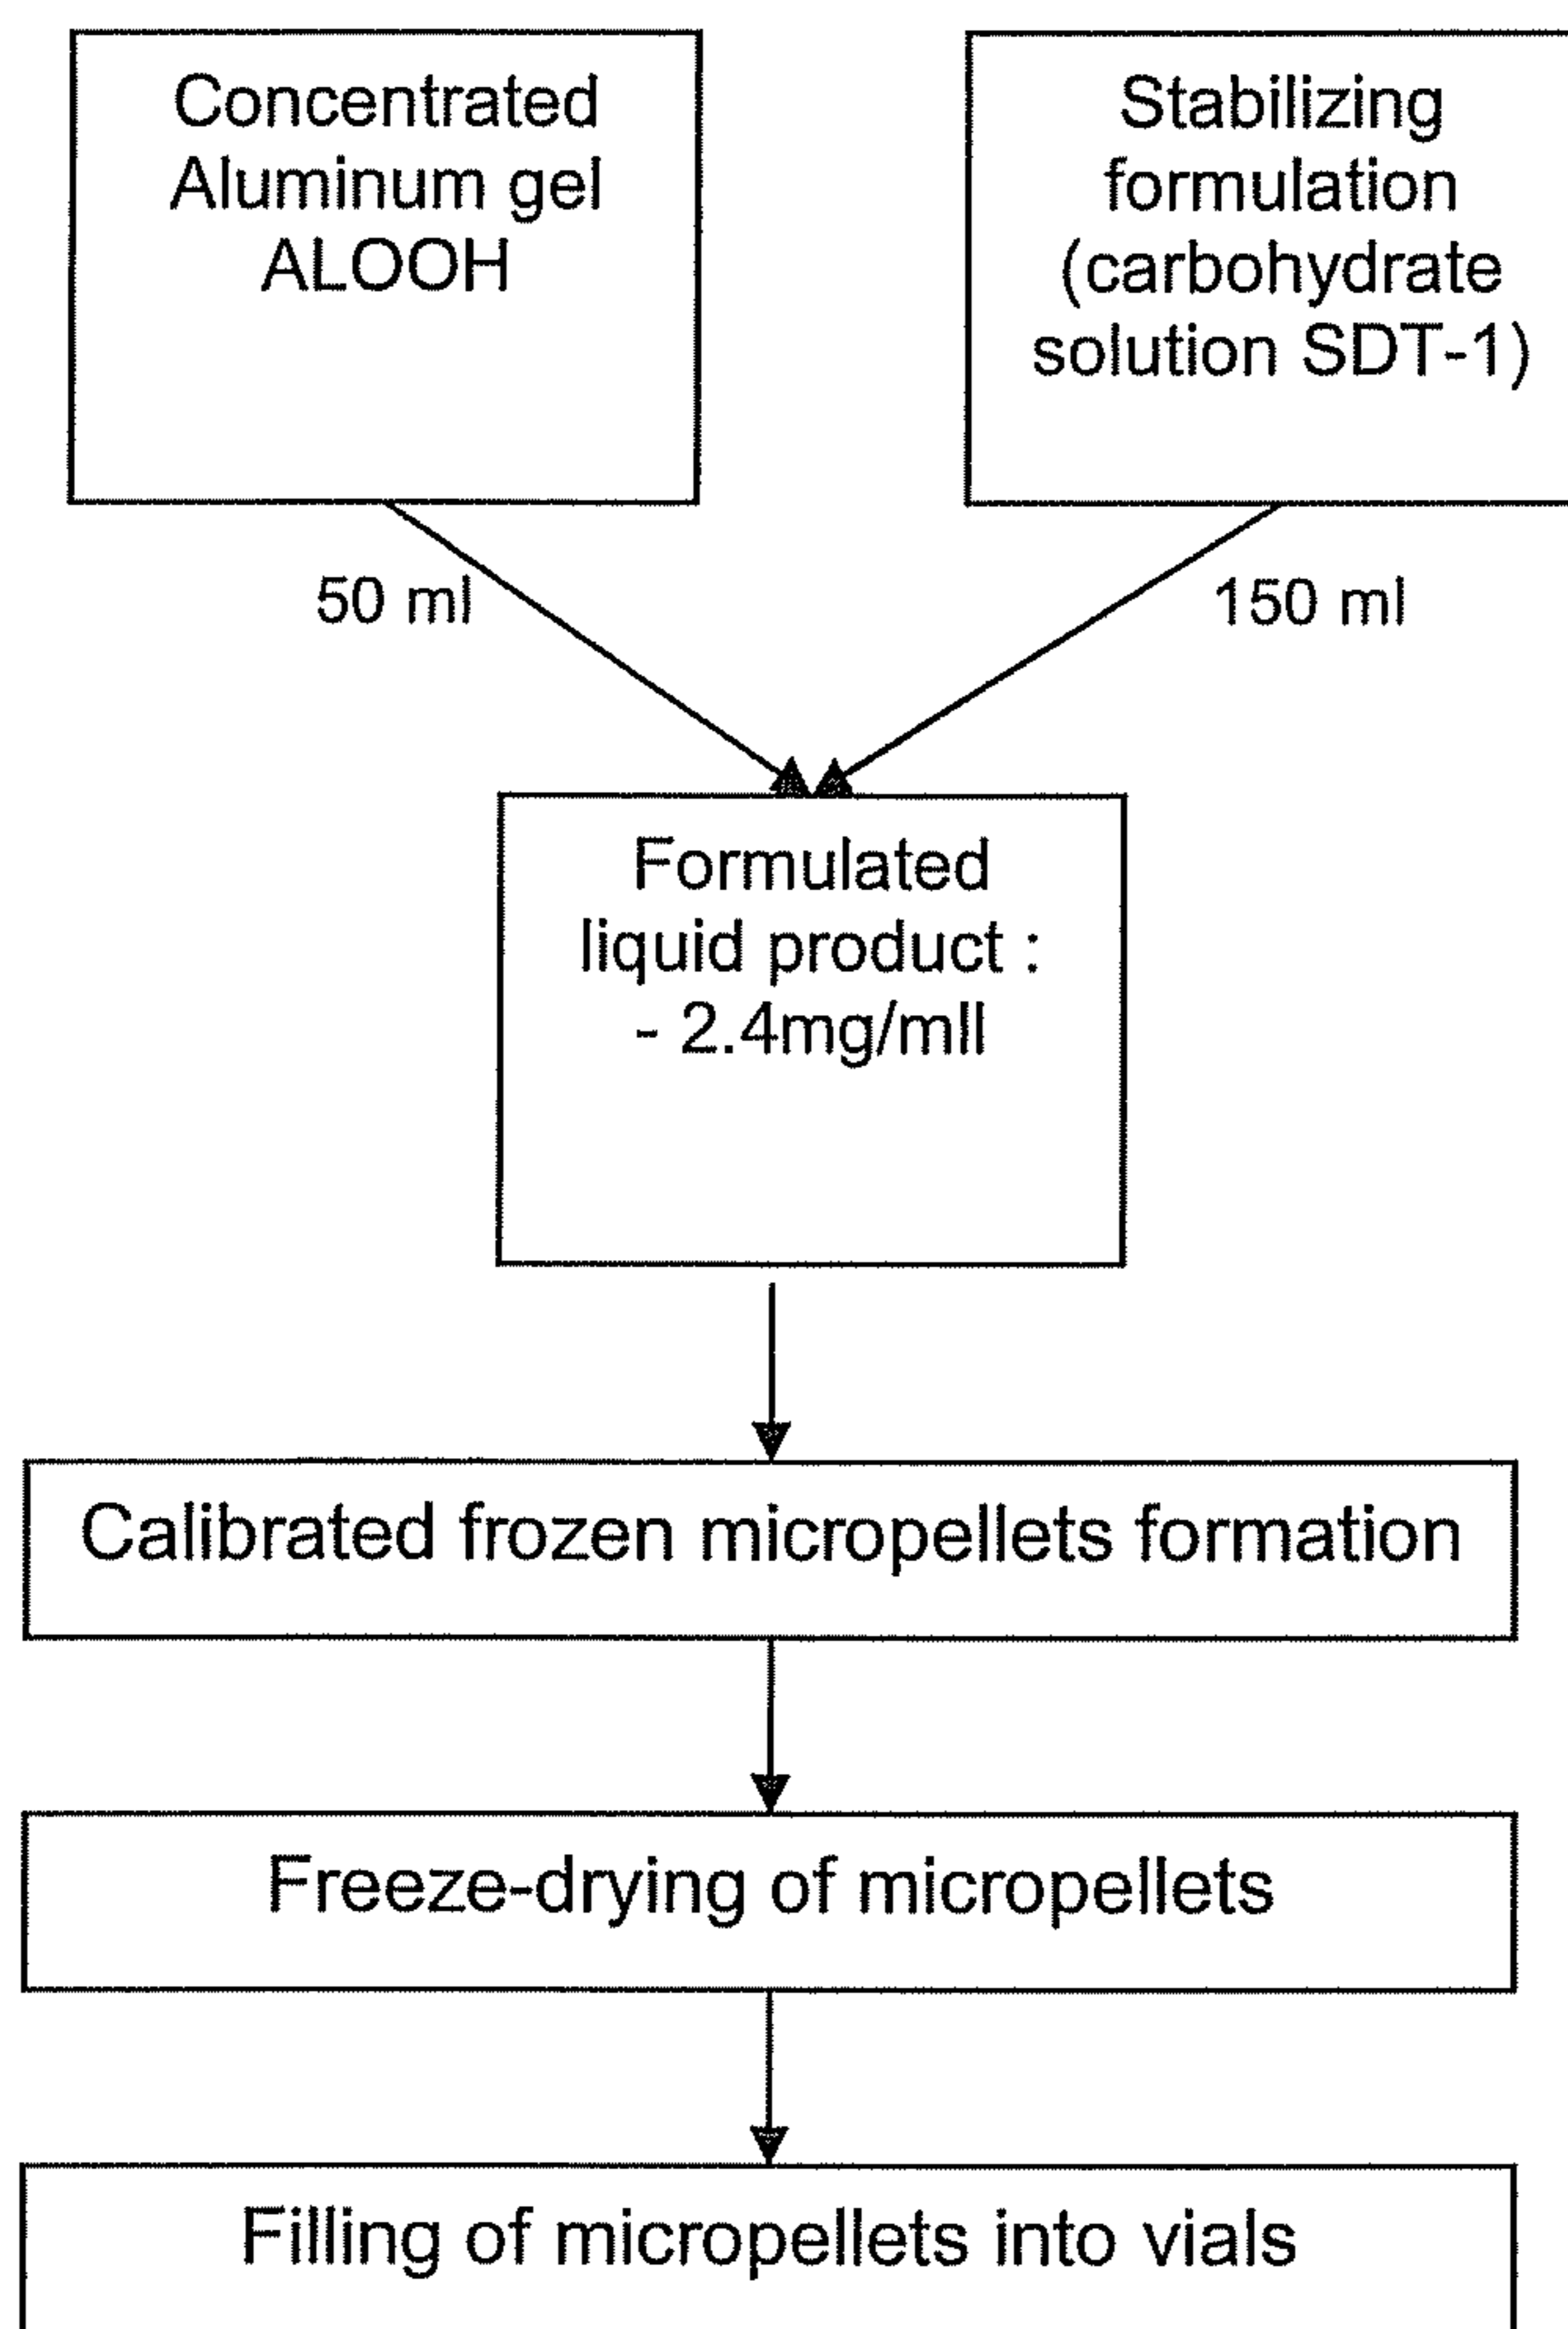 Concentrated
Aluminum gel
ALOOH
Stabilizing
formulation
(carbohydrate
solution SDT-1)
50 ml
150 ml
Formulated
liquid product :
- 2.4mg/mll
Calibrated frozen micropellets formation
Freeze-drying of micropellets
Filling of micropellets into vials